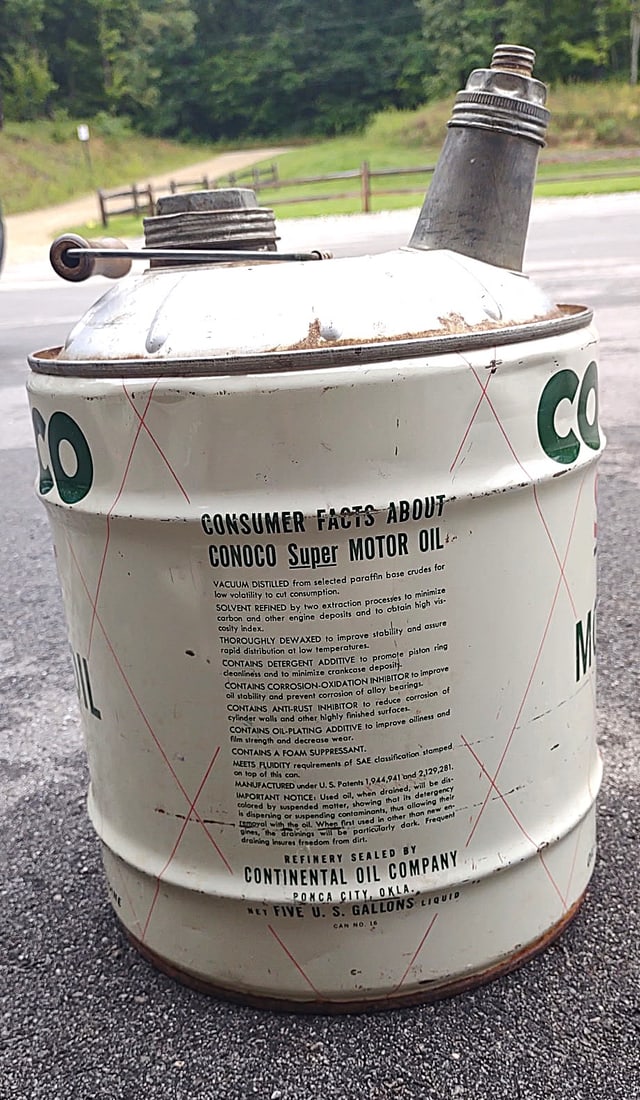 CO
CO
CONSUMER FACTS ABOUT
CONOCO Super MOTOR OIL
VACUUM DISTILLED from selected paraffin base crudes for
low volatility to cut consumption.
SOLVENT REFINED by two extraction processes to minimize
carbon and other engine deposits and to obtain high vis-
cosity index.
THOROUGHLY DEWAXED to improve stability and assure
rapid distribution at low temperatures.
CONTAINS DETERGENT ADDITIVE to promote piston ring
cleanliness and to minimize crankcase deposits.
CONTAINS CORROSION-OXIDATION INHIBITOR to improve
oil stability and prevent corrosion of alloy bearings.
CONTAINS ANTI-RUST INHIBITOR to reduce corrosion of
cylinder walls and other highly finished surfaces.
CONTAINS OIL-PLATING ADDITIVE to improve oiliness and
film strength and decrease wear.
CONTAINS A FOAM SUPPRESSANT.
MEETS FLUIDITY requirements of SAE classification stamped
on top of this can.
MANUFACTURED under U. S. Patents 1,944,941 and 2,129,281.
IMPORTANT NOTICE: Used oil, when drained, will be dis-
colored by suspended matter, showing that its detergency
is dispersing or suspending contaminants, thus allowing their
removal with the oil. When first used in other than new en-
gines, the drainings will be particularly dark. Frequent
draining insures freedom from dirt.
OIL
M
REFINERY SEALED BY
CONTINENTAL OIL COMPANY
PONCA CITY, OKLA.
NET FIVE U. S. GALLONS LIQUID
CAN NO. 16
C-